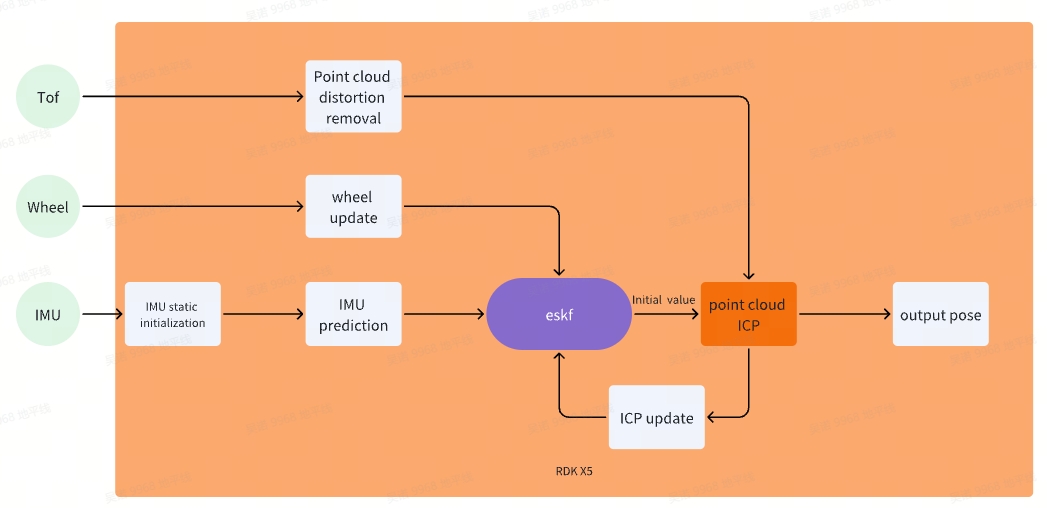 Tof
Point cloud
distortion
removal
Wheel
wheel
update
IMU
IMU static
initialization
IMU
prediction
eskf
Initial value
point cloud
ICP
output pose
ICP update
RDK X5